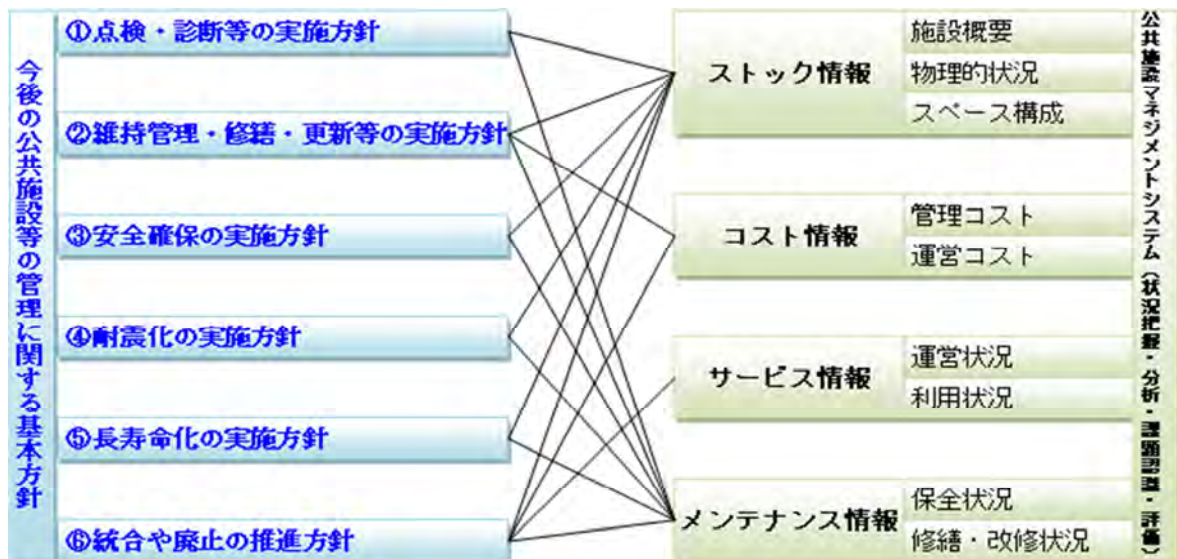 今後の公共施設等の管理に関する基本方針
①点検・診断等の実施方針
②維持管理・修繕・更新等の実施方針
③安全確保の実施方針
④耐震化の実施方針
⑤長寿命化の実施方針
⑥統合や廃止の推進方針
ストック情報
施設概要
物理的状況
スペース構成
コスト情報
管理コスト
運営コスト
サービス情報
運営状況
利用状況
メンテナンス情報
保全状況
修繕・改修状況
公共施設マネジメントシステム（状況把握・分析・課題認識・評価）